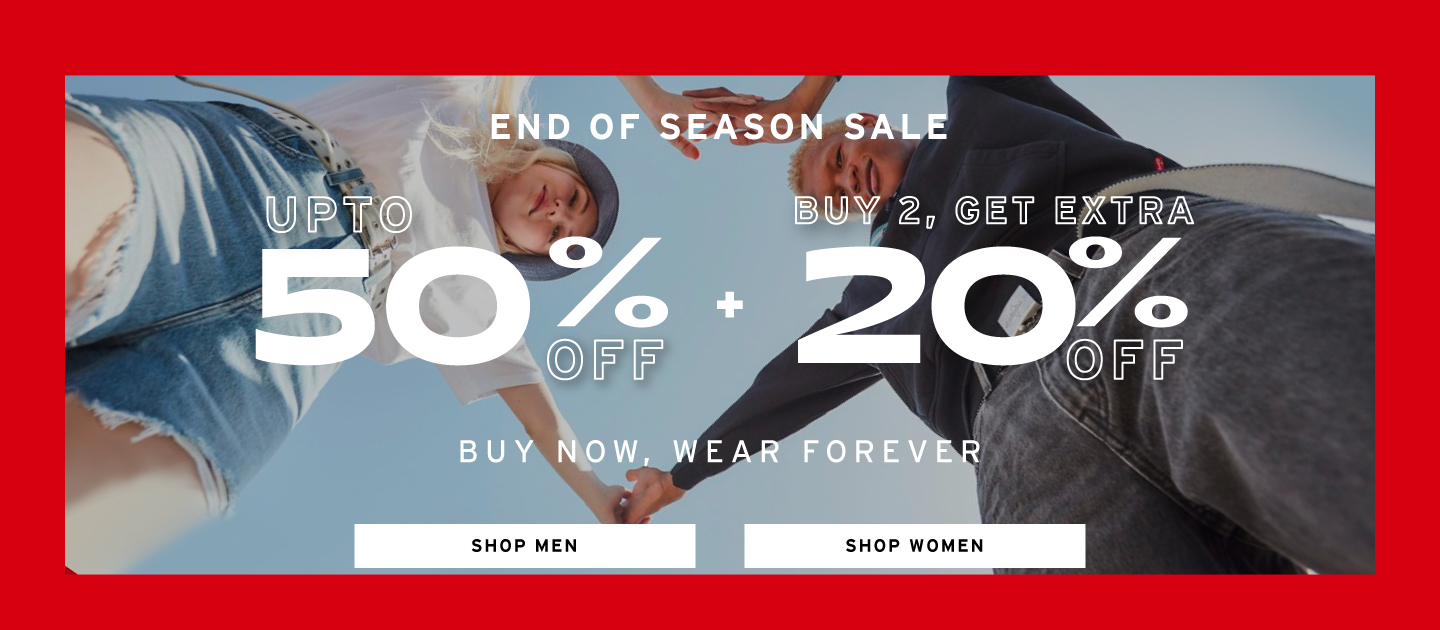 END OF SEASON SALE
UPTO
50%
OFF
+
BUY 2, GET EXTRA
20%
OFF
BUY NOW, WEAR FOREVER
SHOP MEN
SHOP WOMEN